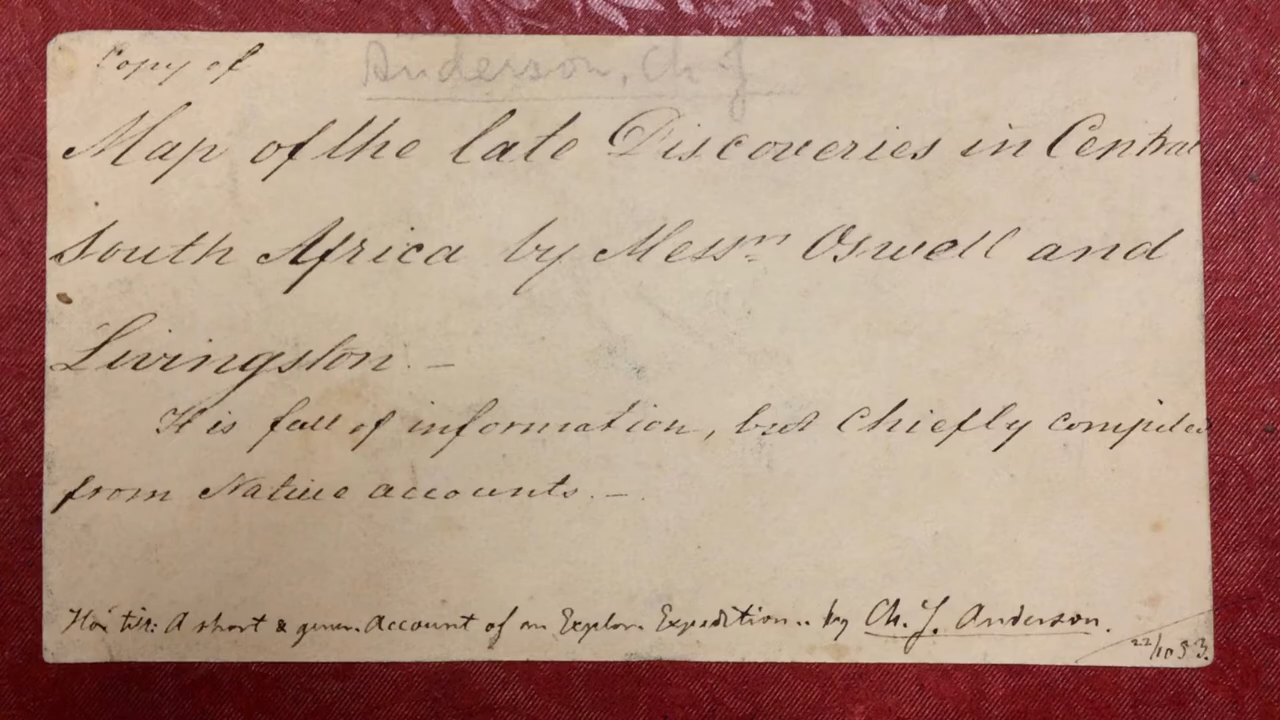 Copy of
Anderson, Ch. J
Map of the late Discoveries in Central
South Africa by Messrs Oswell and
Livingston. –
It is full of information, but chiefly compiled
from Native accounts. –
Hör till: A short & gener. Account of an Explor. Expedition.. by Ch. J. Anderson.
22/10 53.